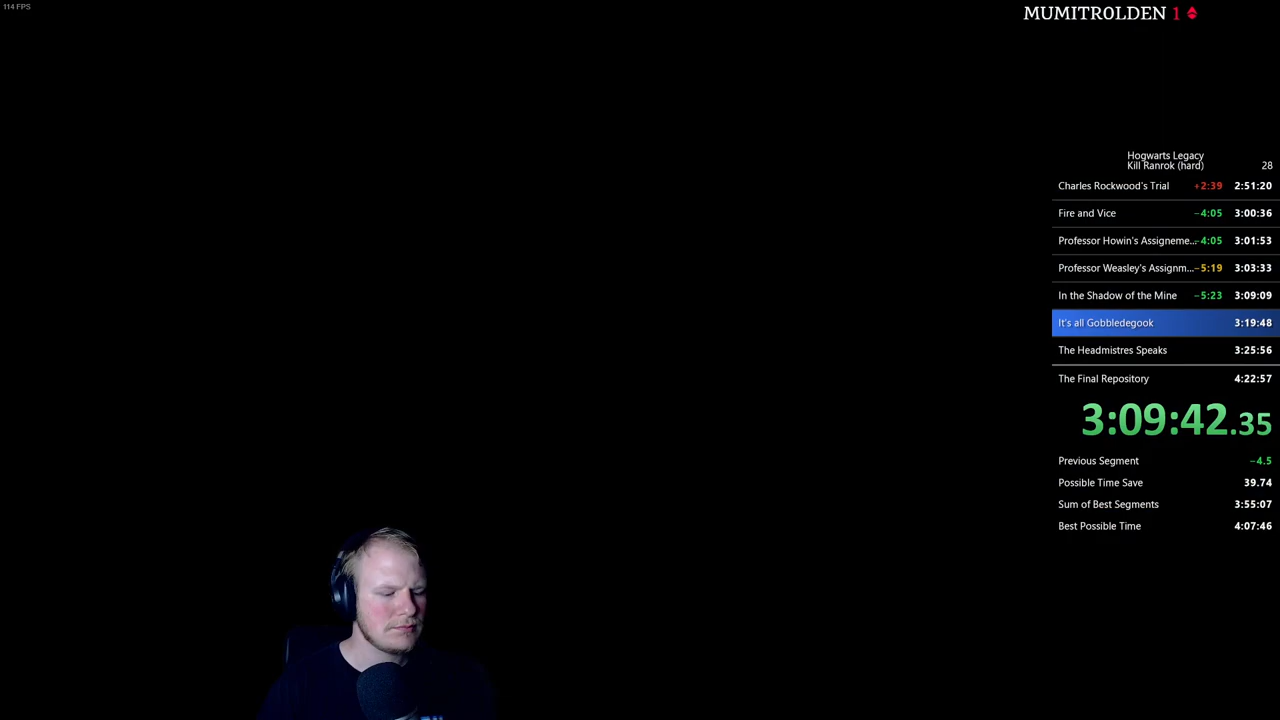 114 FPS
MUMITR0LDEN 1
Hogwarts Legacy
Kill Ranrok (hard) 28
Charles Rockwood's Trial +2:39 2:51:20
Fire and Vice −4:05 3:00:36
Professor Howin's Assigneme... −4:05 3:01:53
Professor Weasley's Assignm... −5:19 3:03:33
In the Shadow of the Mine −5:23 3:09:09
It's all Gobbledegook 3:19:48
The Headmistres Speaks 3:25:56
The Final Repository 4:22:57
3:09:42.35
Previous Segment −4.5
Possible Time Save 39.74
Sum of Best Segments 3:55:07
Best Possible Time 4:07:46